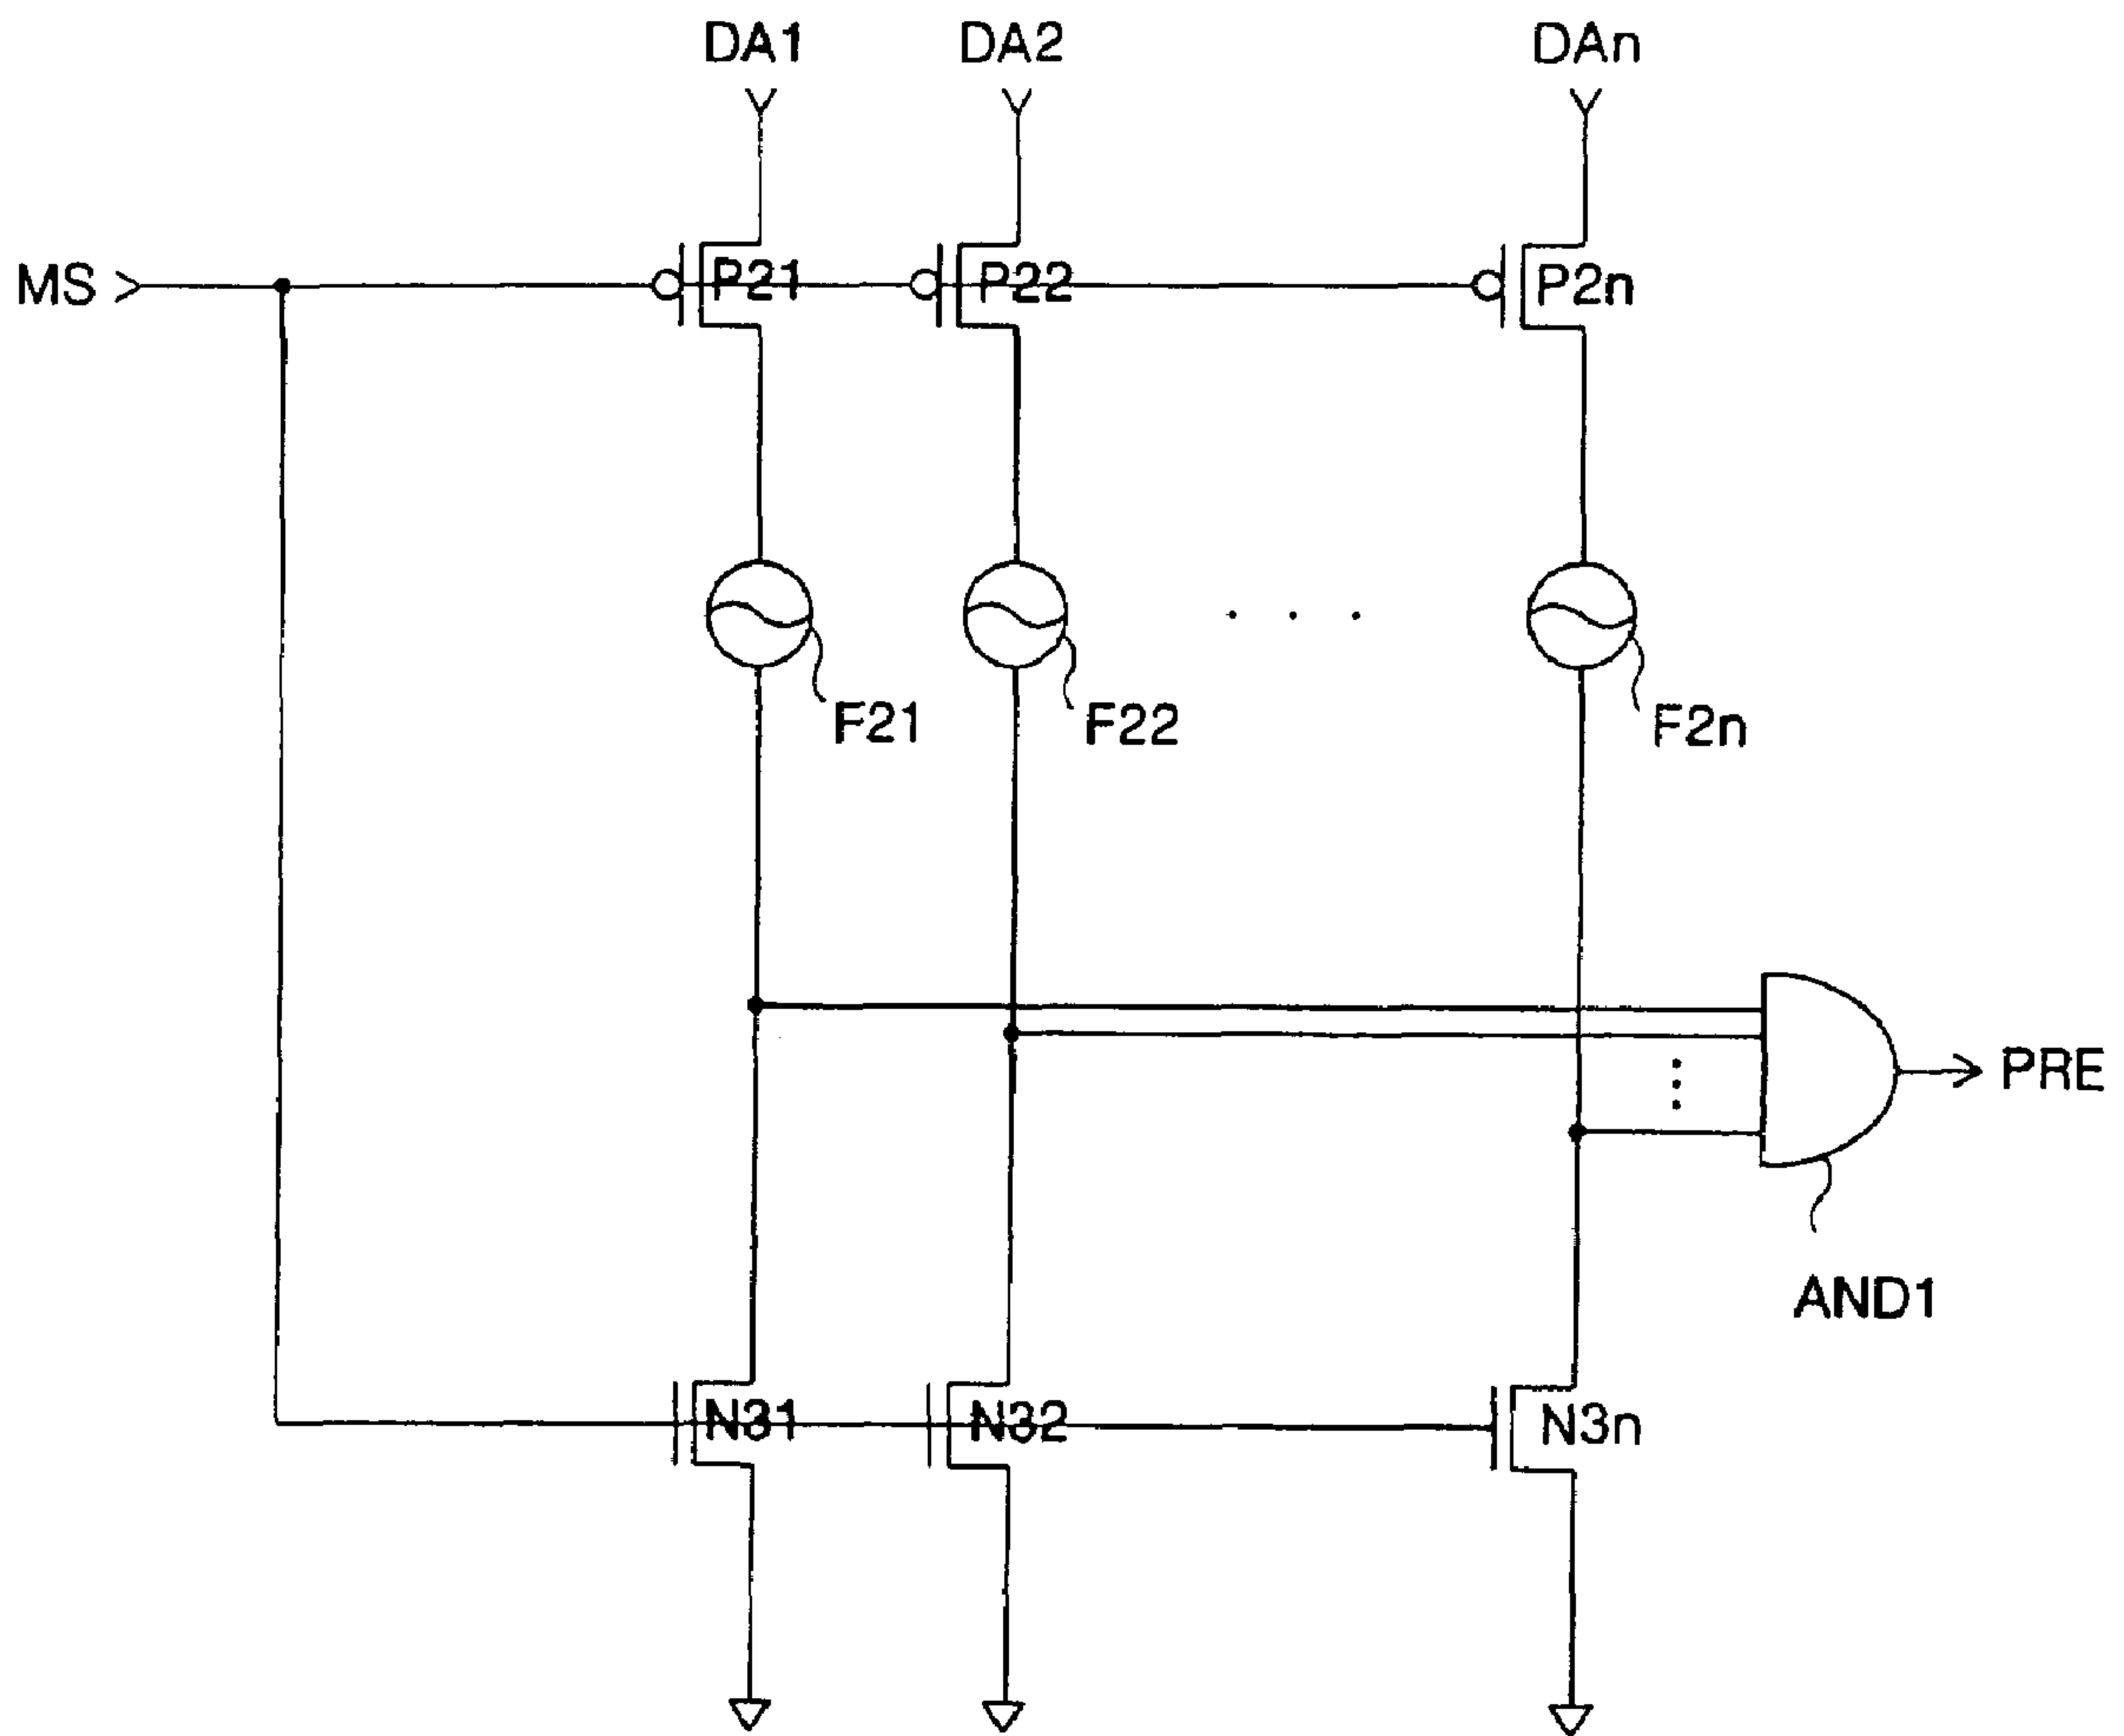 DA1 DA2 DAn
MS P21 P22 P2n
F21 F22 F2n
PRE
AND1
N31 N32 N3n